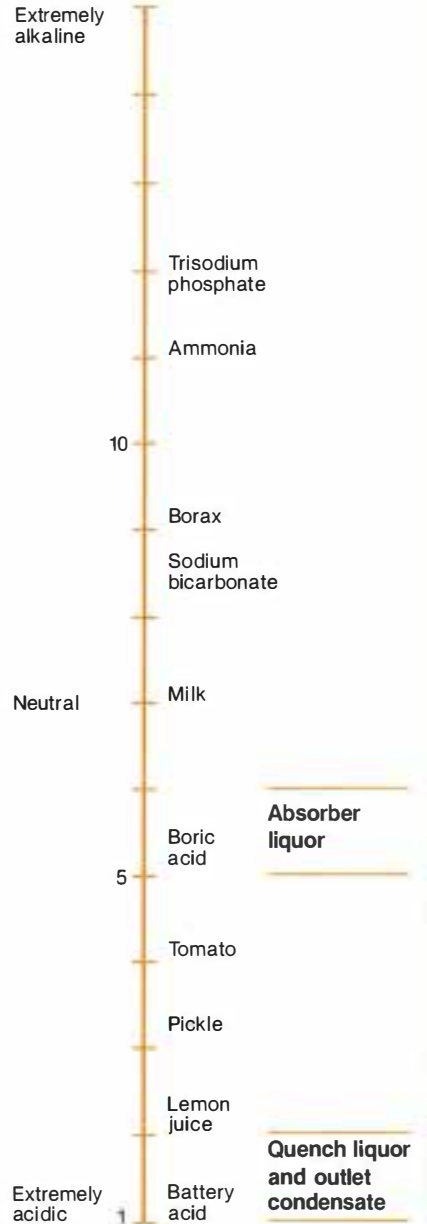 Extremely
alkaline
Trisodium
phosphate
Ammonia
10
Borax
Sodium
bicarbonate
Neutral
Milk
Absorber
liquor
Boric
acid
5
Tomato
Pickle
Lemon
juice
Quench liquor
and outlet
condensate
Extremely
acidic
1
Battery
acid